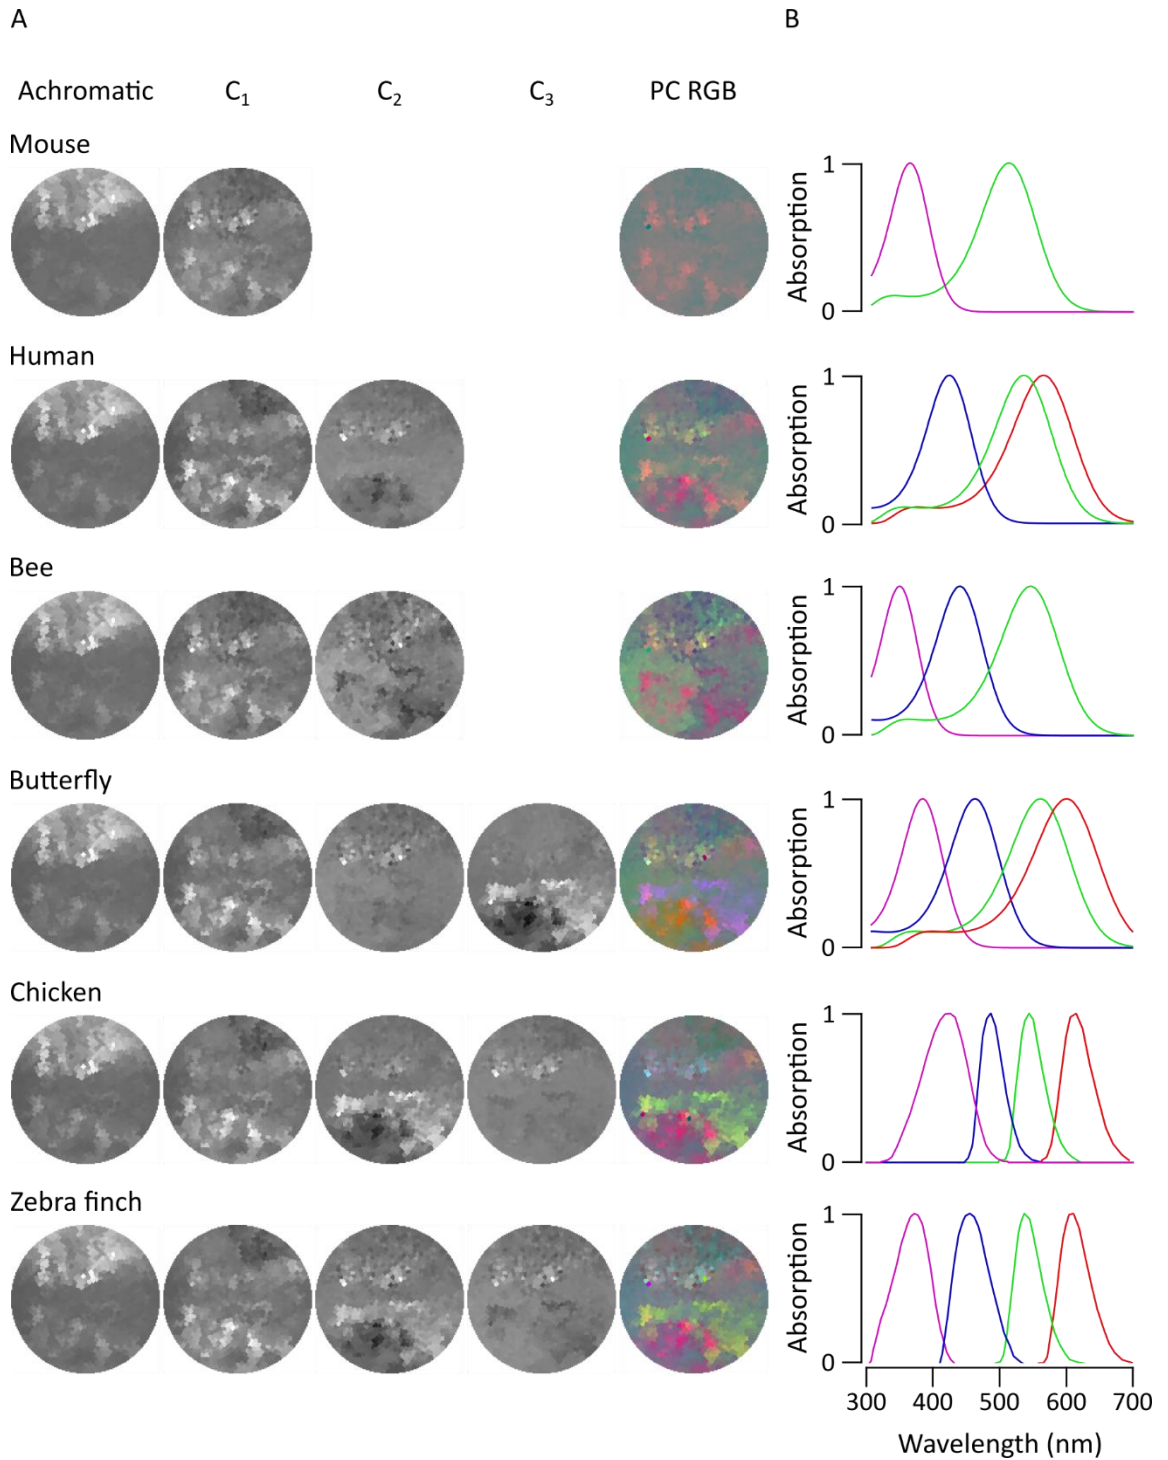 A B
Achromatic C₁ C₂ C₃ PC RGB
Mouse
1
Absorption
0
Human
1
Absorption
0
Bee
1
Absorption
0
Butterfly
1
Absorption
0
Chicken
1
Absorption
0
Zebra finch
1
Absorption
0
300 400 500 600 700
Wavelength (nm)